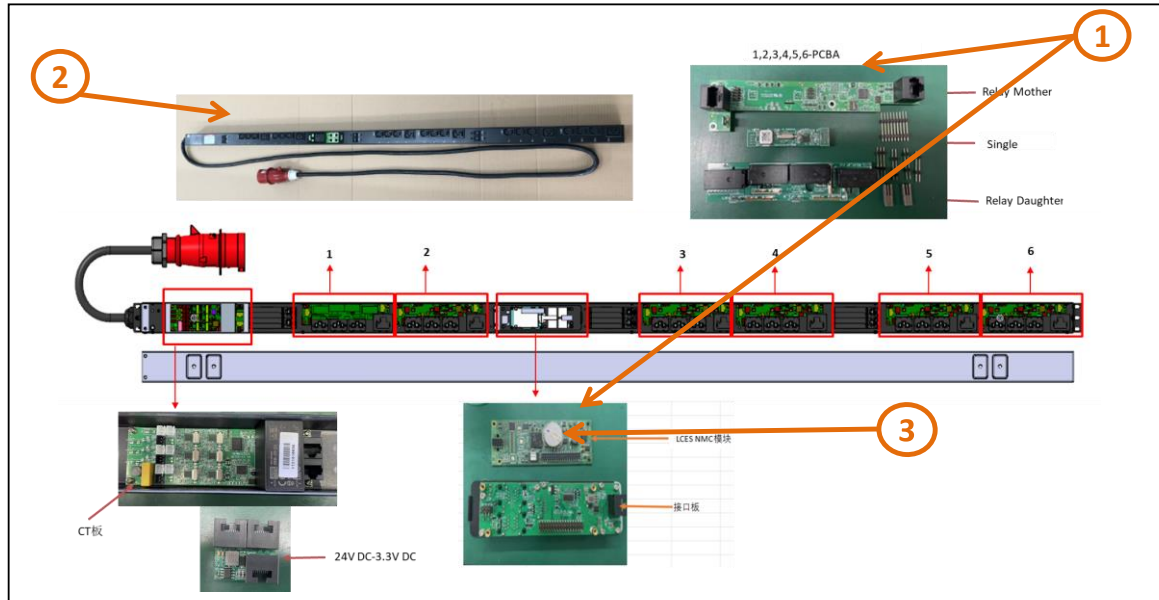 1
2
1,2,3,4,5,6-PCBA
Relay Mother
Single
Relay Daughter
1
2
3
4
5
6
3
LCES NMC模块
接口板
CT板
24V DC-3.3V DC